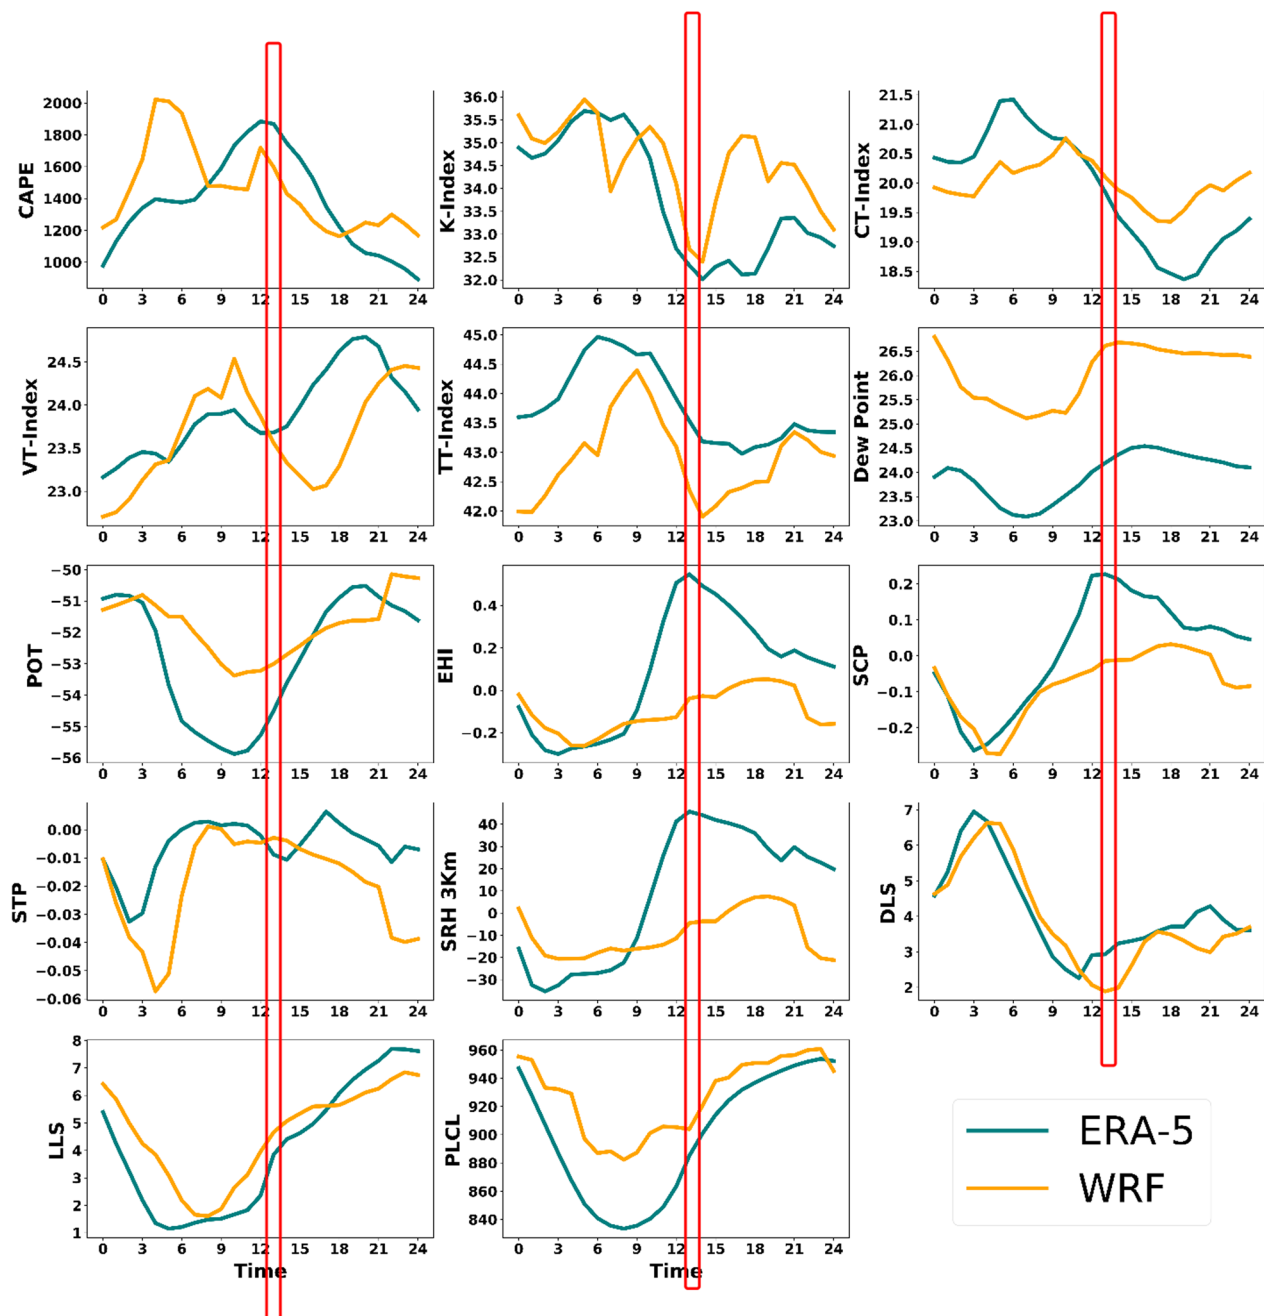 CAPE
2000
1800
1600
1400
1200
1000
0 3 6 9 12 15 18 21 24
K-Index
36.0
35.0
34.5
34.0
33.5
33.0
32.0
0 3 6 9 12 15 18 21 24
CT-Index
21.5
21.0
20.5
20.0
19.5
19.0
18.5
0 3 6 9 12 15 18 21 24
VT-Index
24.5
24.0
23.5
23.0
0 3 6 9 12 15 18 21 24
TT-Index
45.0
44.0
43.5
43.0
42.0
0 3 6 9 12 15 18 21 24
Dew Point
26.5
26.0
25.5
25.0
24.5
24.0
23.5
23.0
0 3 6 9 12 15 18 21 24
POT
−50
−51
−52
−53
−54
−55
−56
0 3 6 9 12 15 18 21 24
EHI
0.4
0.2
0.0
−0.2
0 3 6 9 12 15 18 21 24
SCP
0.2
0.1
0.0
−0.1
−0.2
0 3 6 9 12 15 18 21 24
STP
0.00
−0.01
−0.02
−0.03
−0.04
−0.05
−0.06
0 3 6 9 12 15 18 21 24
SRH 3Km
40
30
20
10
0
−10
−20
−30
0 3 6 9 12 15 18 21 24
DLS
7
6
5
4
3
2
0 3 6 9 12 15 18 21 24
LLS
8
7
6
5
4
3
2
1
0 3 6 9 12 15 18 21 24
Time
PLCL
960
940
920
900
880
860
840
0 3 6 9 12 15 18 21 24
Time
ERA-5
WRF